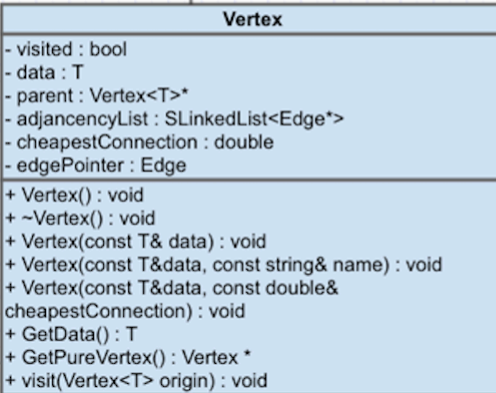 Vertex
- visited : bool
- data : T
- parent : Vertex<T>*
- adjancencyList : SLinkedList<Edge*>
- cheapestConnection : double
- edgePointer : Edge
+ Vertex() : void
+ ~Vertex() : void
+ Vertex(const T& data) : void
+ Vertex(const T&data, const string& name) : void
+ Vertex(const T&data, const double&
cheapestConnection) : void
+ GetData() : T
+ GetPureVertex() : Vertex *
+ visit(Vertex<T> origin) : void